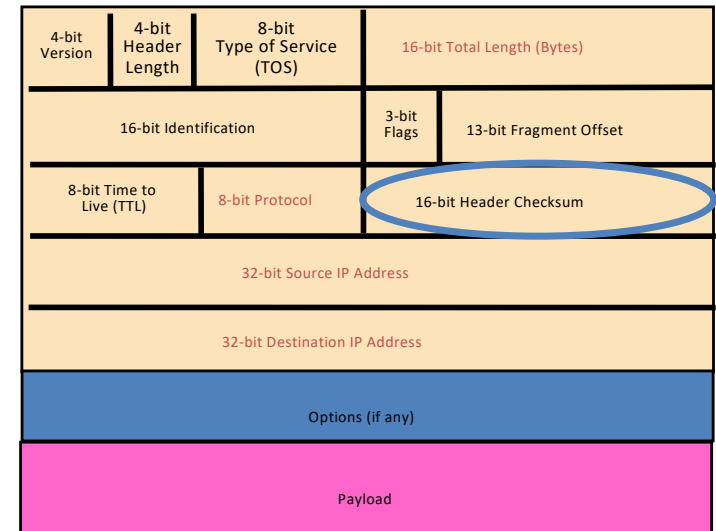 4-bit
Version
4-bit
Header
Length
8-bit
Type of Service
(TOS)
16-bit Total Length (Bytes)
16-bit Identification
3-bit
Flags
13-bit Fragment Offset
8-bit Time to
Live (TTL)
8-bit Protocol
16-bit Header Checksum
32-bit Source IP Address
32-bit Destination IP Address
Options (if any)
Payload